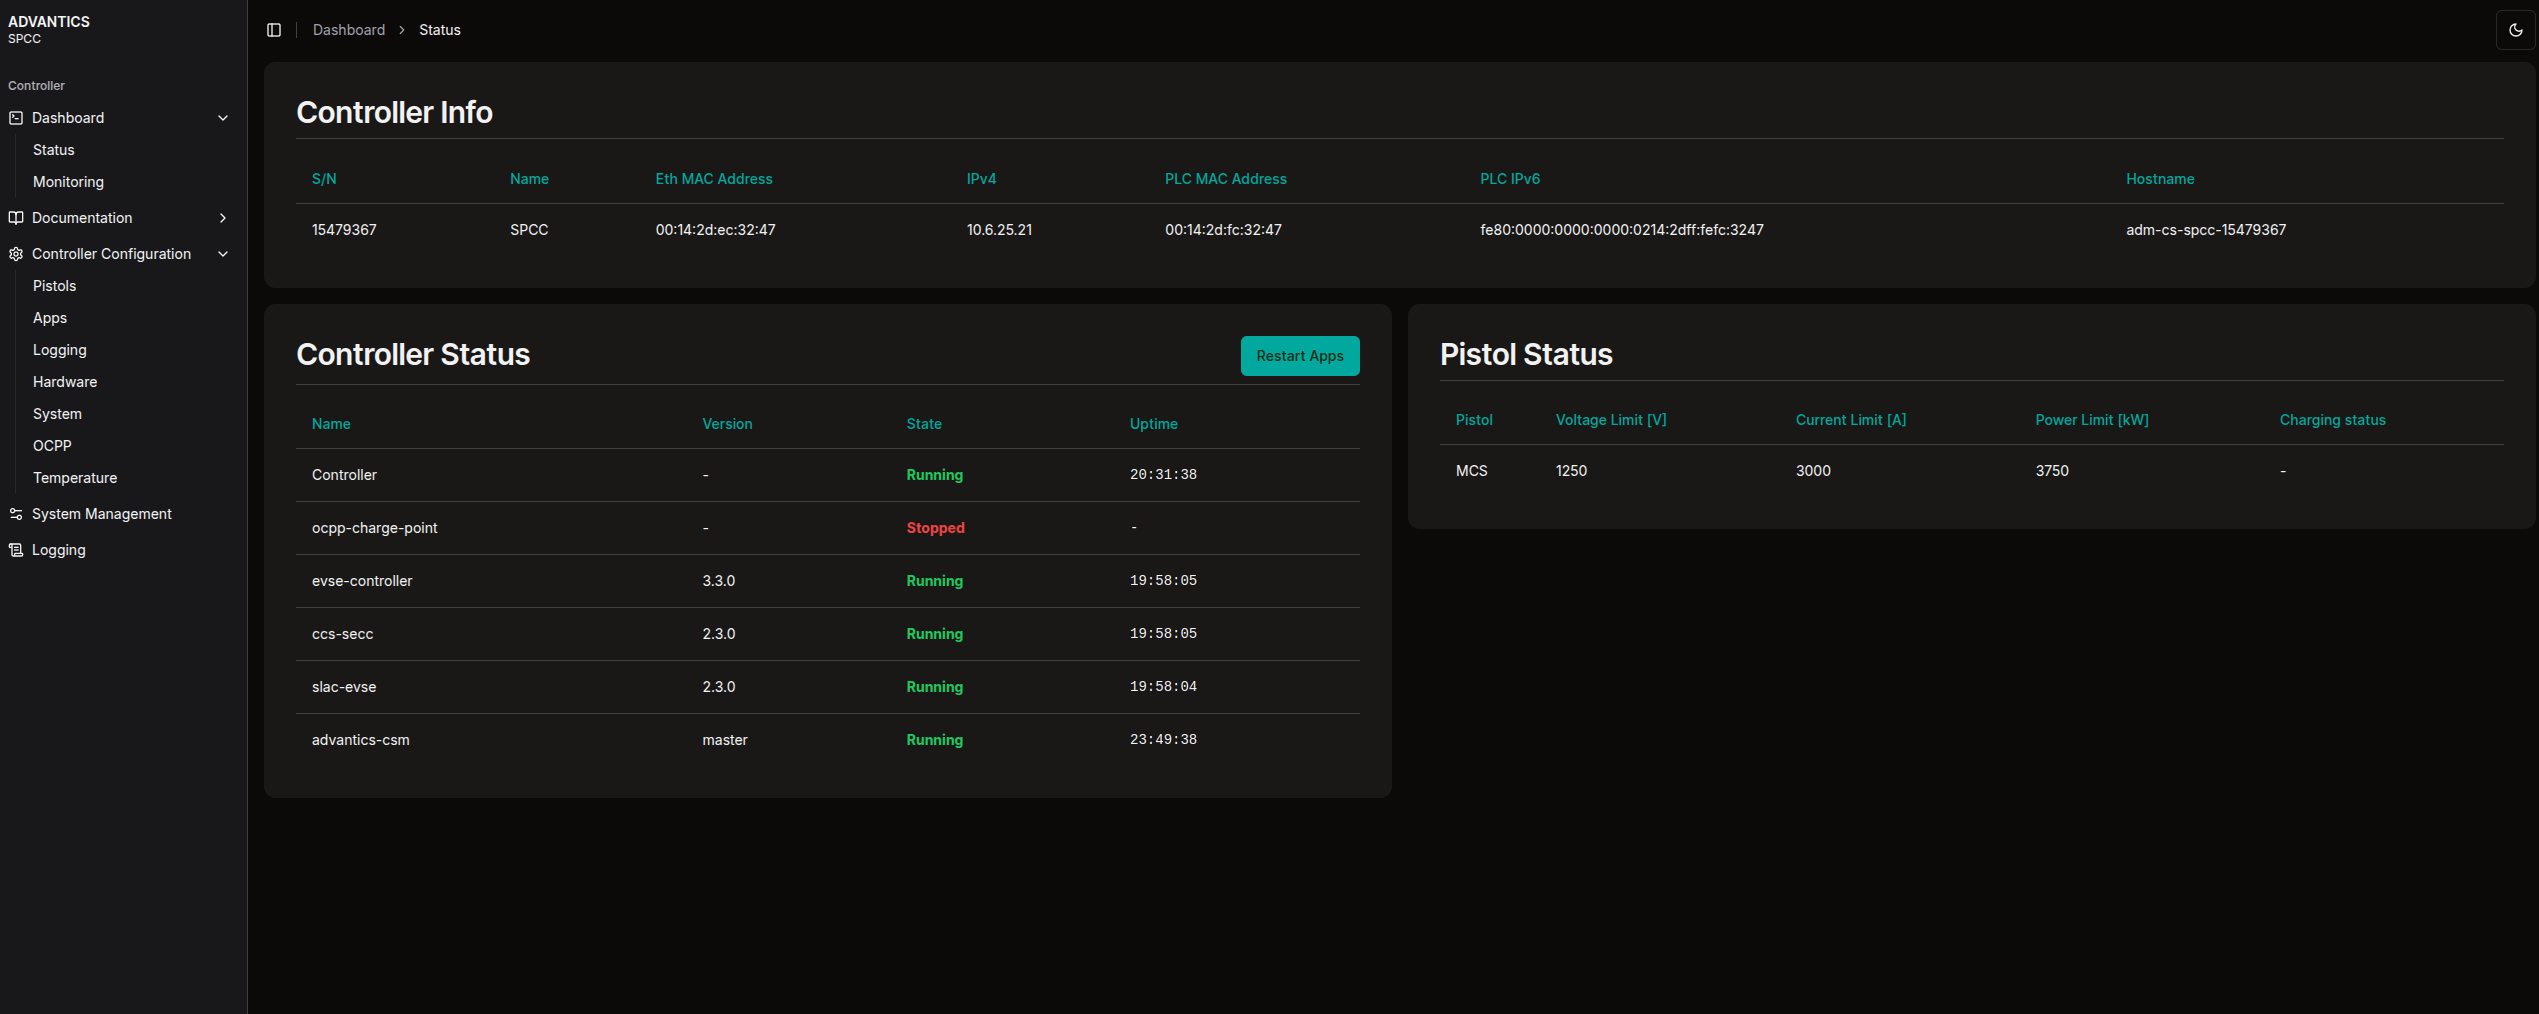 ADVANTICS
SPCC
Controller
Dashboard
Status
Monitoring
Documentation
Controller Configuration
Pistols
Apps
Logging
Hardware
System
OCPP
Temperature
System Management
Logging
Dashboard > Status
Controller Info
S/N Name Eth MAC Address IPv4 PLC MAC Address PLC IPv6 Hostname
15479367 SPCC 00:14:2d:ec:32:47 10.6.25.21 00:14:2d:fc:32:47 fe80:0000:0000:0000:0214:2dff:fefc:3247 adm-cs-spcc-15479367
Controller Status
Restart Apps
Name Version State Uptime
Controller - Running 20:31:38
ocpp-charge-point - Stopped -
evse-controller 3.3.0 Running 19:58:05
ccs-secc 2.3.0 Running 19:58:05
slac-evse 2.3.0 Running 19:58:04
advantics-csm master Running 23:49:38
Pistol Status
Pistol Voltage Limit [V] Current Limit [A] Power Limit [kW] Charging status
MCS 1250 3000 3750 -